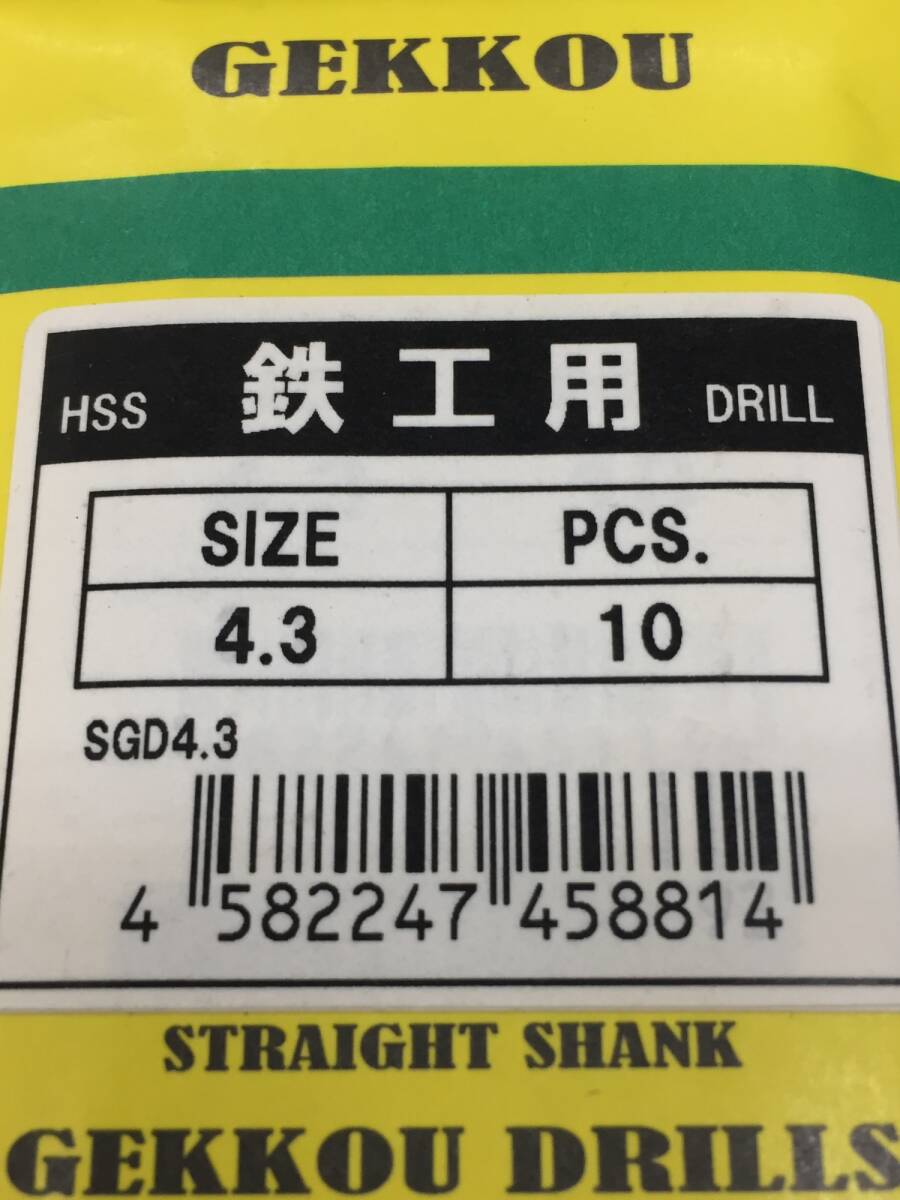 GEKKOU
HSS 鉄工用 DRILL
SIZE PCS.
4.3 10
SGD4.3
4 582247 458814
STRAIGHT SHANK
GEKKOU DRILLS